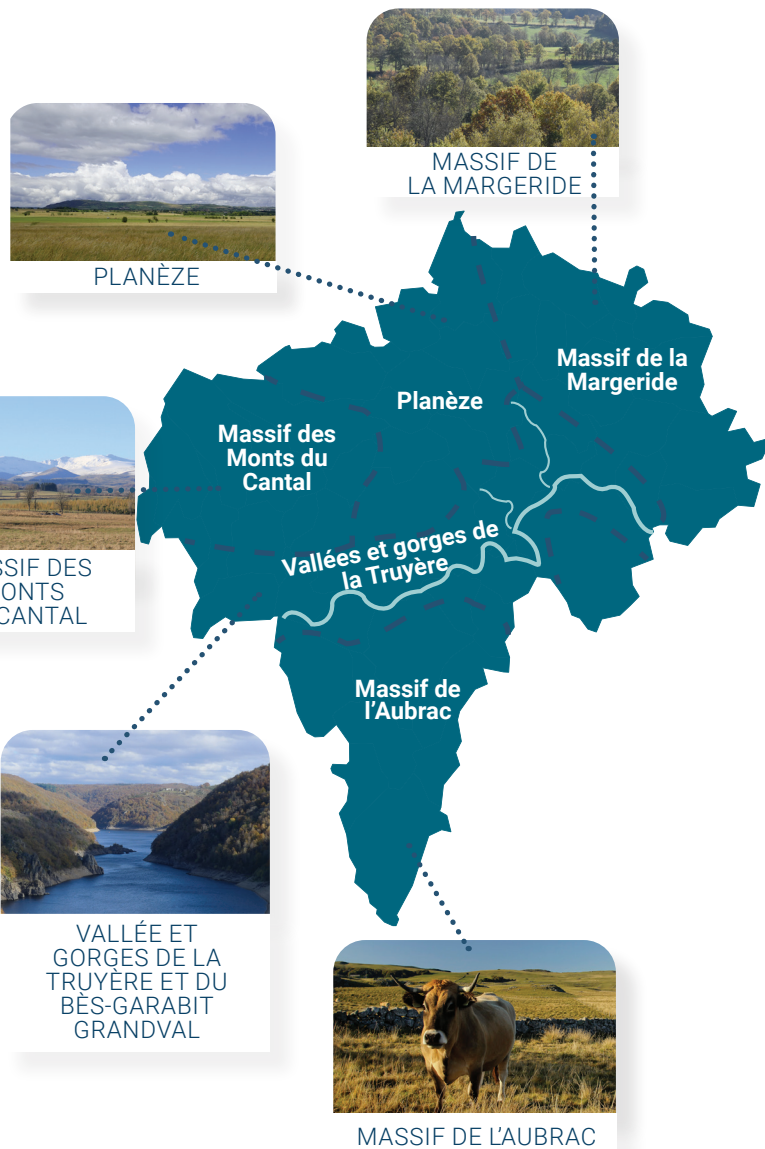 MASSIF DE
LA MARGERIDE
PLANÈZE
Massif de la
Margeride
Planèze
Massif des
Monts du
Cantal
Vallées et gorges de
la Truyère
SSIF DES
ONTS
CANTAL
Massif de
l'Aubrac
VALLÉE ET
GORGES DE LA
TRUYÈRE ET DU
BÈS-GARABIT
GRANDVAL
MASSIF DE L'AUBRAC